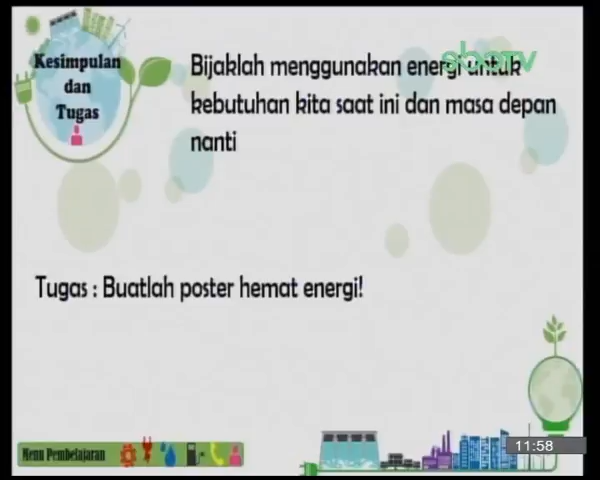 Kesimpulan
dan
Tugas
Bijaklah menggunakan energi untuk
kebutuhan kita saat ini dan masa depan
nanti
sboTV
Tugas : Buatlah poster hemat energi!
Menu Pembelajaran
11:58